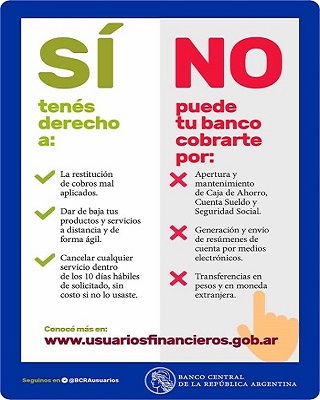 SÍ
tenés
derecho
a:
La restitución
de cobros mal
aplicados.
Dar de baja tus
productos y servicios
a distancia y de
forma ágil.
Cancelar cualquier
servicio dentro
de los 10 días hábiles
de solicitado, sin
costo si no lo usaste.
NO
puede
tu banco
cobrarte
por:
Apertura y
mantenimiento
de Caja de Ahorro,
Cuenta Sueldo y
Seguridad Social.
Generación y envío
de resúmenes de
cuenta por medios
electrónicos.
Transferencias en
pesos y en moneda
extranjera.
Conocé más en:
www.usuariosfinancieros.gob.ar
Seguinos en @BCRAusuarios
BANCO CENTRAL
DE LA REPÚBLICA ARGENTINA